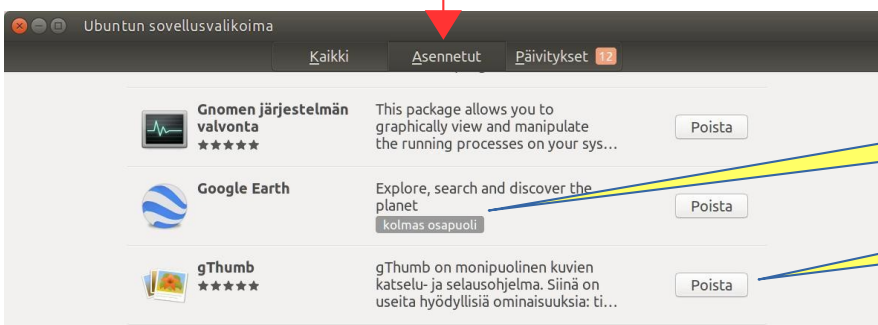 Ubuntun sovellusvalikoima
Kaikki Asennetut Päivitykset 12
Gnomen järjestelmän
valvonta
This package allows you to
graphically view and manipulate
the running processes on your sys…
Poista
Google Earth
Explore, search and discover the
planet
kolmas osapuoli
Poista
gThumb
gThumb on monipuolinen kuvien
katselu- ja selausohjelma. Siinä on
useita hyödyllisiä ominaisuuksia: ti…
Poista